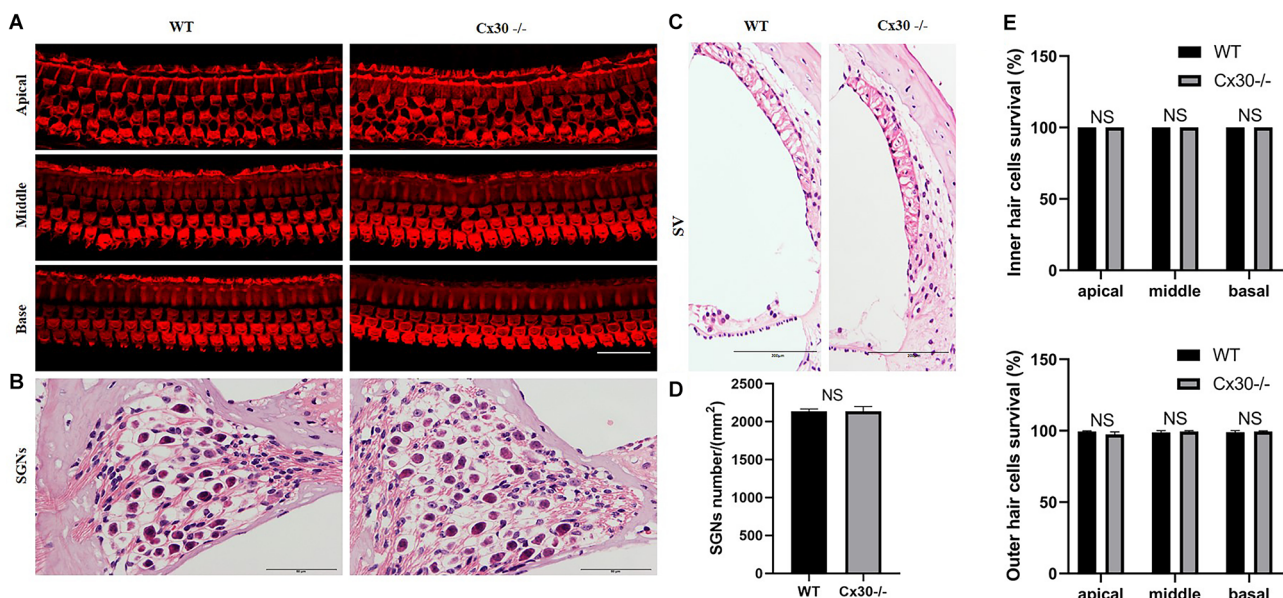 A
WT
Cx30 -/-
Apical
Middle
Base
B
SGNs
C
WT
Cx30 -/-
SV
200μm
D
2500
2000
1500
1000
500
0
SGNs number/(mm²)
NS
WT
Cx30-/-
E
WT
Cx30-/-
150
100
50
0
Inner hair cells survival (%)
NS
NS
NS
apical
middle
basal
WT
Cx30-/-
150
100
50
0
Outer hair cells survival (%)
NS
NS
NS
apical
middle
basal